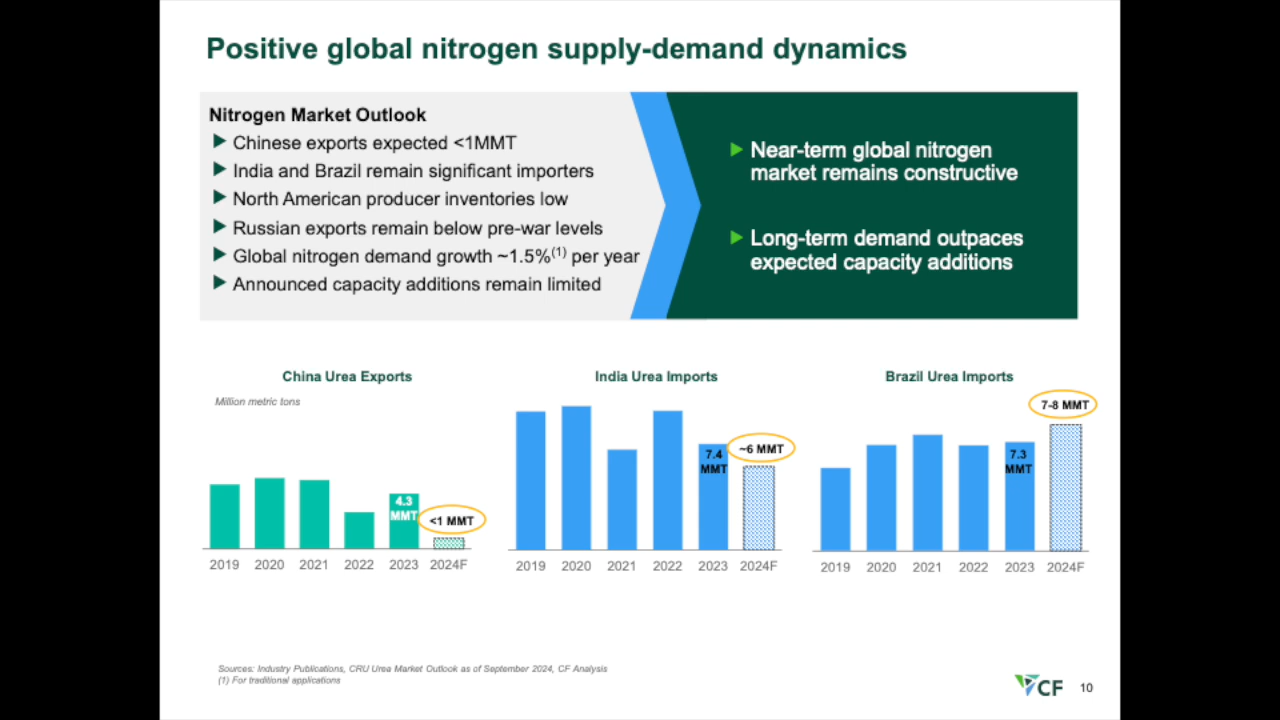 Positive global nitrogen supply-demand dynamics
Nitrogen Market Outlook
Chinese exports expected <1MMT
India and Brazil remain significant importers
North American producer inventories low
Russian exports remain below pre-war levels
Global nitrogen demand growth ~1.5%(1) per year
Announced capacity additions remain limited
Near-term global nitrogen
market remains constructive
Long-term demand outpaces
expected capacity additions
China Urea Exports
Million metric tons
4.3
MMT
<1 MMT
2019 2020 2021 2022 2023 2024F
India Urea Imports
7.4
MMT
~6 MMT
2019 2020 2021 2022 2023 2024F
Brazil Urea Imports
7-8 MMT
7.3
MMT
2019 2020 2021 2022 2023 2024F
Sources: Industry Publications, CRU Urea Market Outlook as of September 2024, CF Analysis
(1) For traditional applications
CF
10